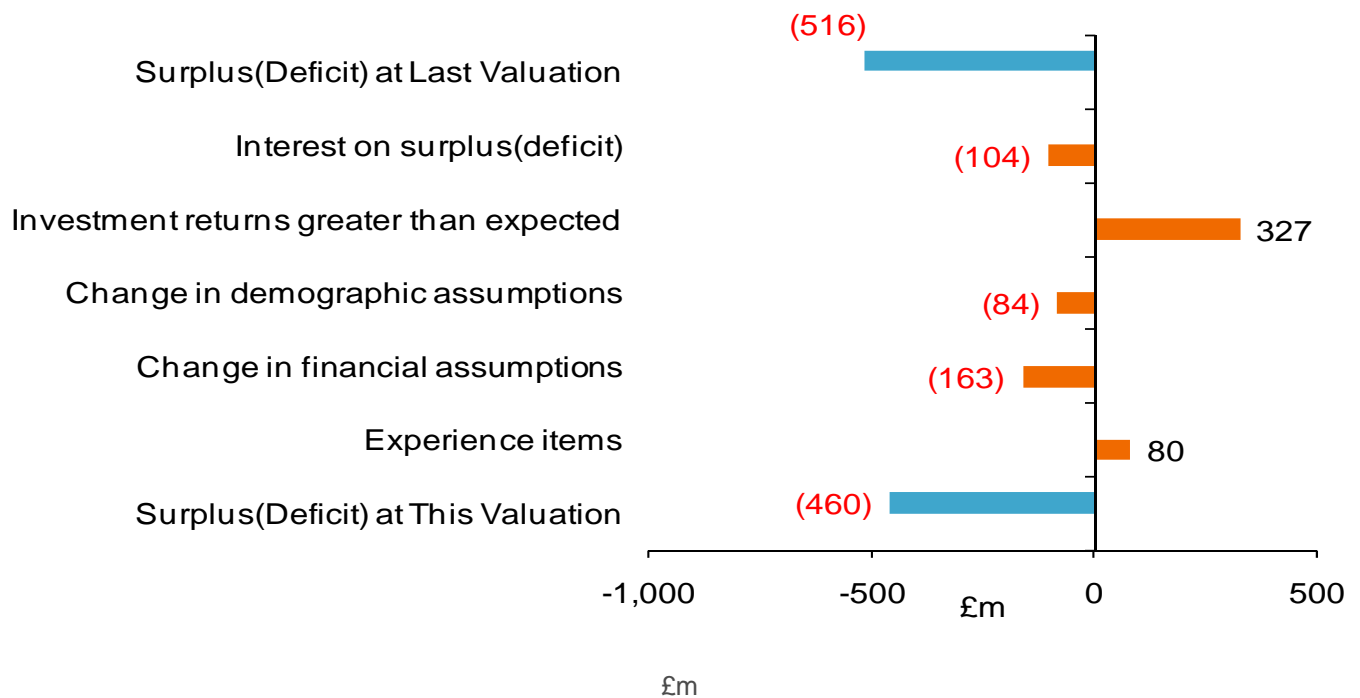 (516)
Surplus(Deficit) at Last Valuation
Interest on surplus(deficit)
(104)
Investment returns greater than expected
327
Change in demographic assumptions
(84)
Change in financial assumptions
(163)
Experience items
80
Surplus(Deficit) at This Valuation
(460)
-1,000 -500 0 500
£m
£m